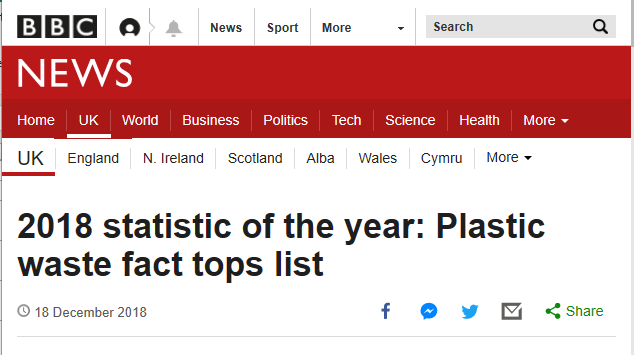 BBC News Sport More Search
NEWS
Home UK World Business Politics Tech Science Health More
UK England N. Ireland Scotland Alba Wales Cymru More
2018 statistic of the year: Plastic
waste fact tops list
18 December 2018 Share